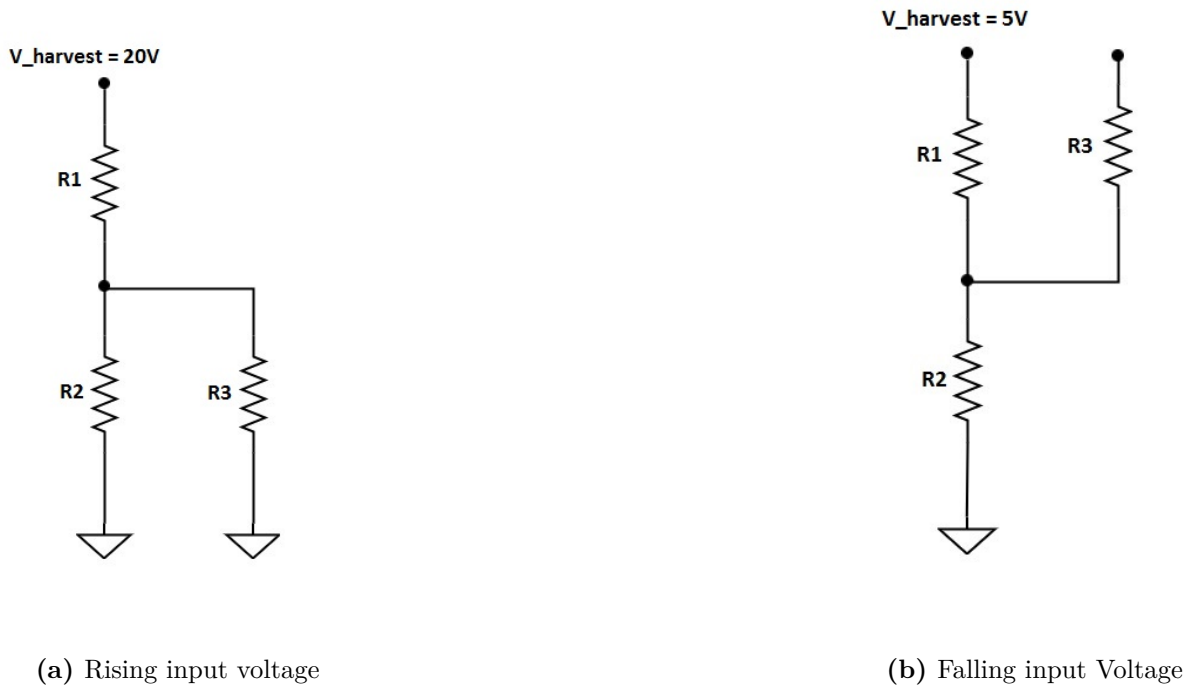 V_harvest = 20V
R1
R2
R3
(a) Rising input voltage
V_harvest = 5V
R1
R3
R2
(b) Falling input Voltage